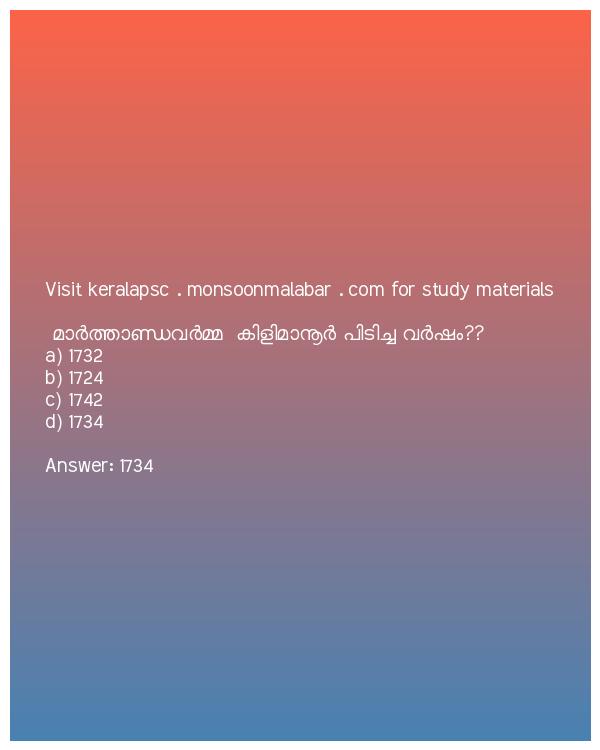 Visit keralapsc . monsoonmalabar . com for study materials
മാർത്താണ്ഡവർമ്മ കിളിമാനൂർ പിടിച്ച വർഷം??
a) 1732
b) 1724
c) 1742
d) 1734
Answer: 1734